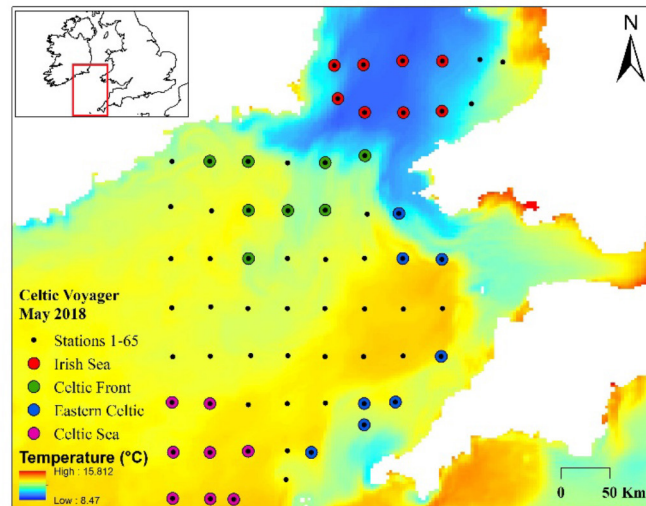 N
Celtic Voyager
May 2018
Stations 1-65
Irish Sea
Celtic Front
Eastern Celtic
Celtic Sea
Temperature (°C)
High : 15.812
Low : 8.47
0 50 Km